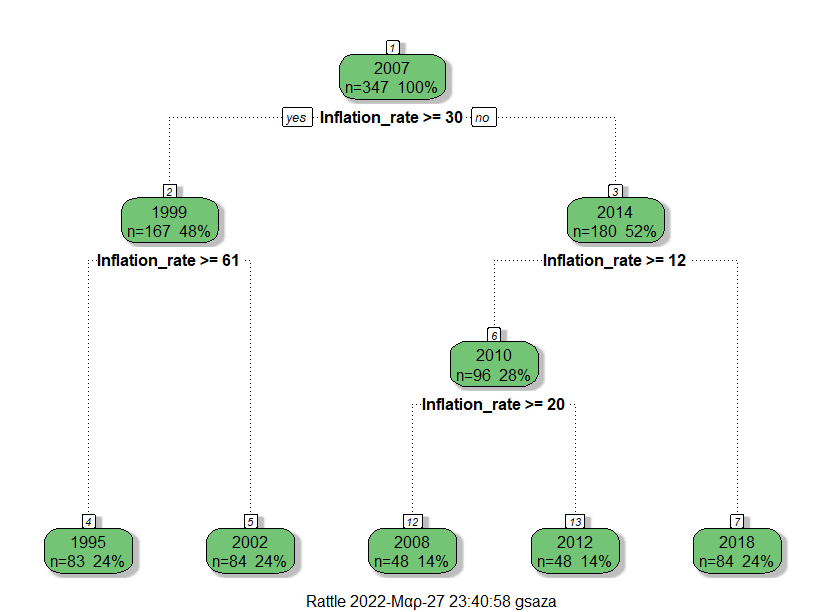 1
2007
n=347 100%
yes Inflation_rate >= 30 no
2 3
1999 2014
n=167 48% n=180 52%
Inflation_rate >= 61 Inflation_rate >= 12
6
2010
n=96 28%
Inflation_rate >= 20
4 5 12 13 7
1995 2002 2008 2012 2018
n=83 24% n=84 24% n=48 14% n=48 14% n=84 24%
Rattle 2022-Μαρ-27 23:40:58 gsaza